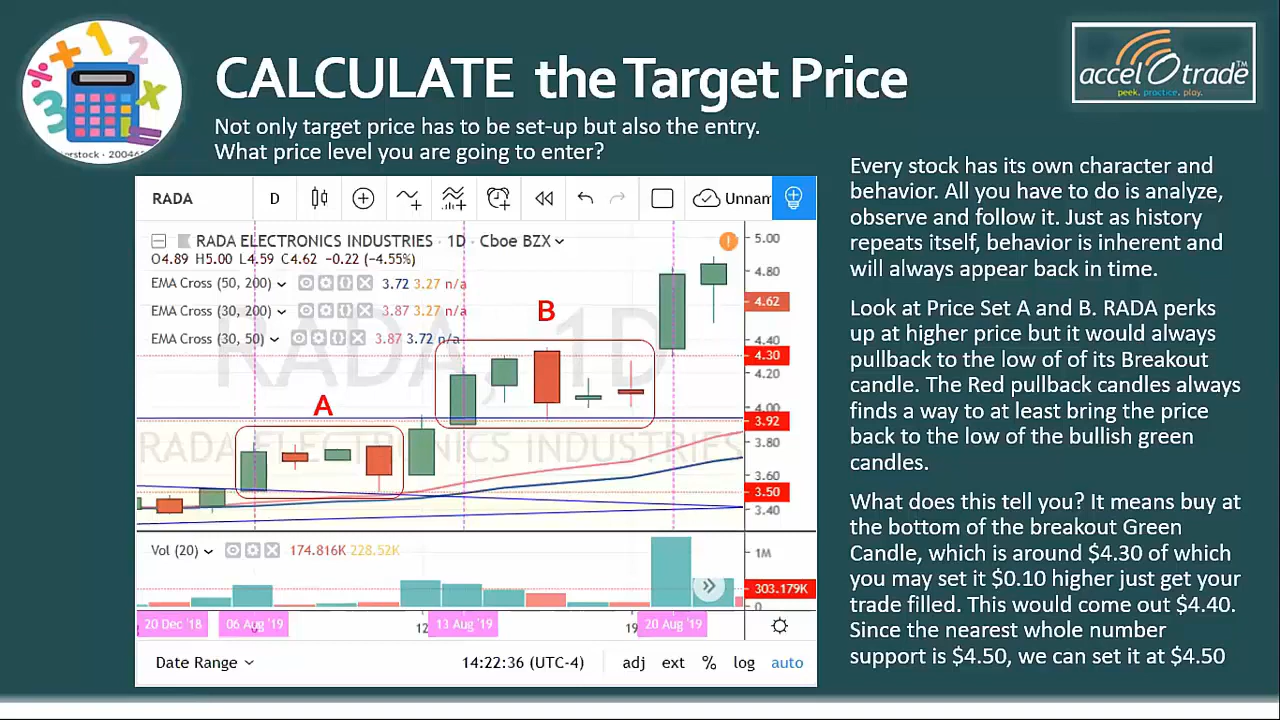 CALCULATE the Target Price
Not only target price has to be set-up but also the entry.
What price level you are going to enter?
accelOtrade™
peek. practice. play.
RADA
D
Unnam
RADA ELECTRONICS INDUSTRIES · 1D · Cboe BZX
O4.89 H5.00 L4.59 C4.62 −0.22 (−4.55%)
EMA Cross (50, 200) 3.72 3.27 n/a
EMA Cross (30, 200) 3.87 3.27 n/a
EMA Cross (30, 50) 3.87 3.72 n/a
RADA, 1D
RADA ELECTRONICS INDUSTRIES
A
B
5.00
4.80
4.62
4.40
4.30
4.20
4.00
3.92
3.80
3.60
3.50
3.40
Vol (20) 174.816K 228.52K
1M
303.179K
0
20 Dec '18 06 Aug '19 12 13 Aug '19 19 20 Aug '19
Date Range 14:22:36 (UTC-4) adj ext % log auto
Every stock has its own character and
behavior. All you have to do is analyze,
observe and follow it. Just as history
repeats itself, behavior is inherent and
will always appear back in time.
Look at Price Set A and B. RADA perks
up at higher price but it would always
pullback to the low of of its Breakout
candle. The Red pullback candles always
finds a way to at least bring the price
back to the low of the bullish green
candles.
What does this tell you? It means buy at
the bottom of the breakout Green
Candle, which is around $4.30 of which
you may set it $0.10 higher just get your
trade filled. This would come out $4.40.
Since the nearest whole number
support is $4.50, we can set it at $4.50